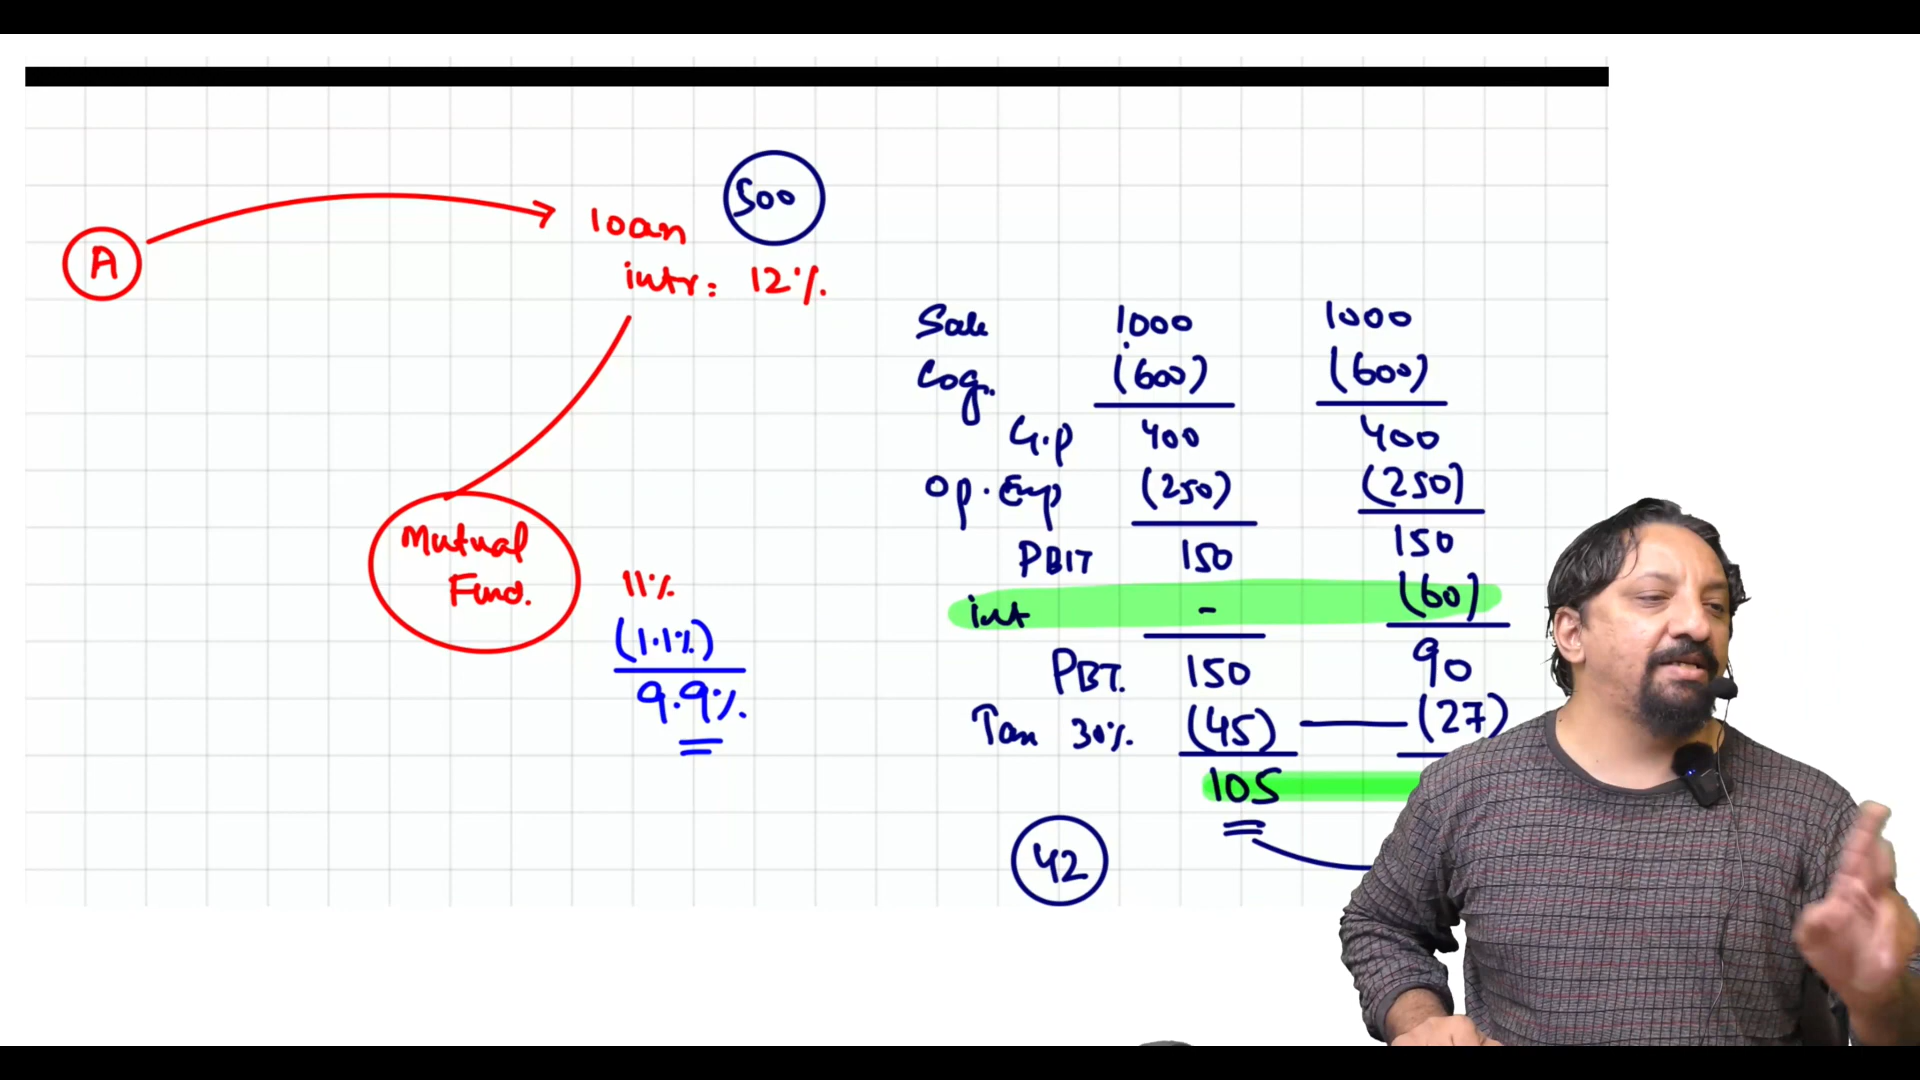 500
loan
A
intr: 12%.
Sale 1000 1000
Cog. (600) (600)
G.P 400 400
Op. Exp (250) (250)
PBIT 150 150
int - (60)
PBT. 150 90
Tax 30%. (45) (27)
105
42
Mutual
Fund.
11%
(1.1%)
9.9%.